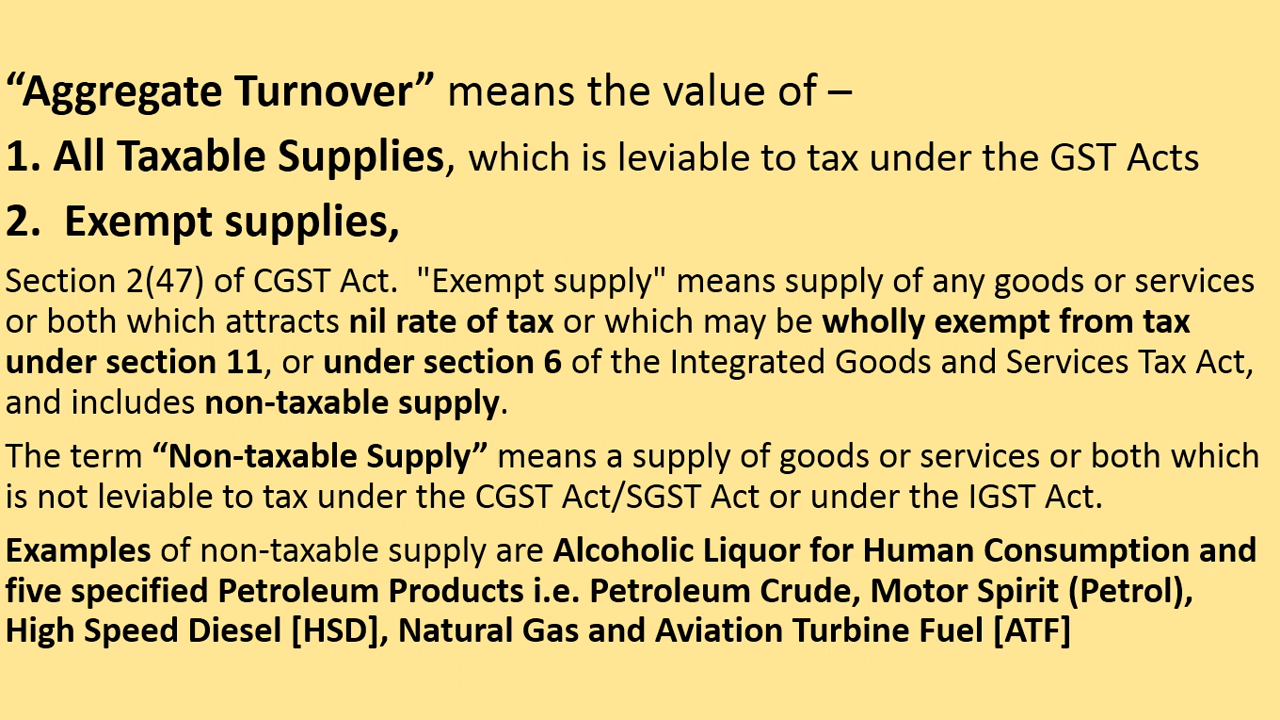 “Aggregate Turnover” means the value of –
1. All Taxable Supplies, which is leviable to tax under the GST Acts
2.  Exempt supplies,
Section 2(47) of CGST Act.  "Exempt supply" means supply of any goods or services
or both which attracts nil rate of tax or which may be wholly exempt from tax
under section 11, or under section 6 of the Integrated Goods and Services Tax Act,
and includes non-taxable supply.
The term “Non-taxable Supply” means a supply of goods or services or both which
is not leviable to tax under the CGST Act/SGST Act or under the IGST Act.
Examples of non-taxable supply are Alcoholic Liquor for Human Consumption and
five specified Petroleum Products i.e. Petroleum Crude, Motor Spirit (Petrol),
High Speed Diesel [HSD], Natural Gas and Aviation Turbine Fuel [ATF]